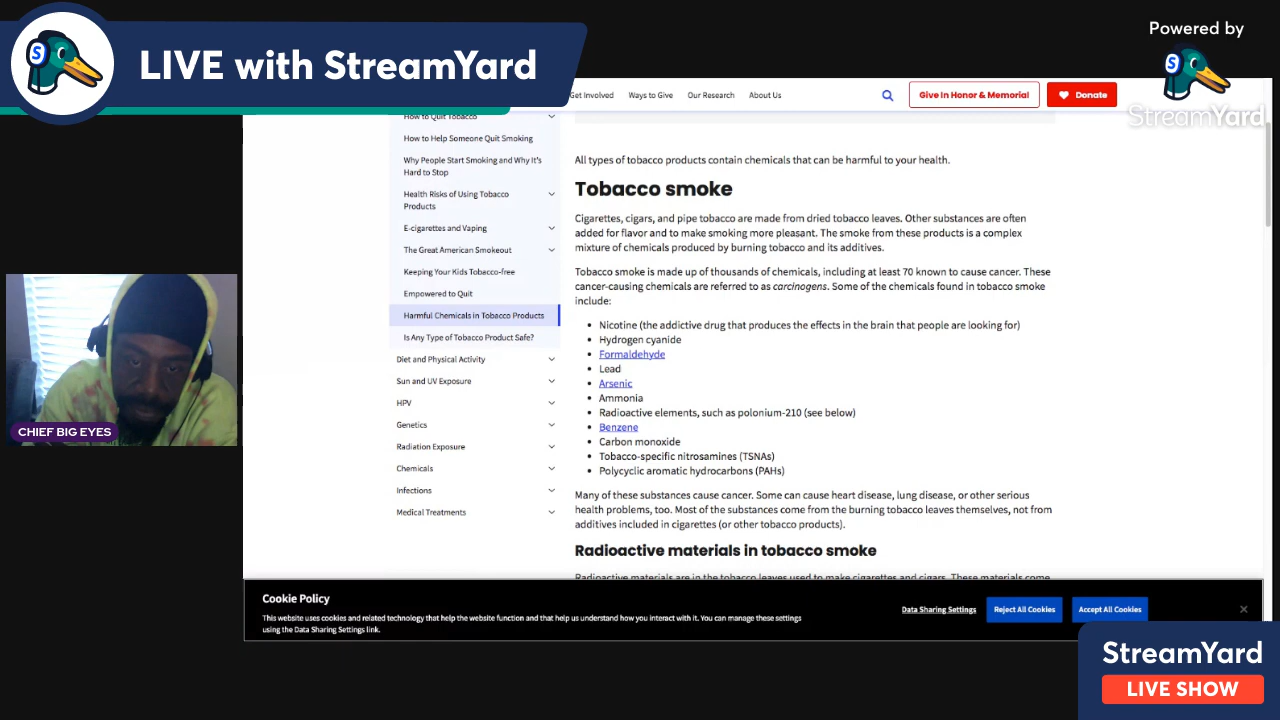 LIVE with StreamYard
Powered by
StreamYard
Get Involved
Ways to Give
Our Research
About Us
Give In Honor & Memorial
Donate
How to Quit Tobacco
How to Help Someone Quit Smoking
Why People Start Smoking and Why It's
Hard to Stop
Health Risks of Using Tobacco
Products
E-cigarettes and Vaping
The Great American Smokeout
Keeping Your Kids Tobacco-free
Empowered to Quit
Harmful Chemicals in Tobacco Products
Is Any Type of Tobacco Product Safe?
Diet and Physical Activity
Sun and UV Exposure
HPV
Genetics
Radiation Exposure
Chemicals
Infections
Medical Treatments
All types of tobacco products contain chemicals that can be harmful to your health.
Tobacco smoke
Cigarettes, cigars, and pipe tobacco are made from dried tobacco leaves. Other substances are often
added for flavor and to make smoking more pleasant. The smoke from these products is a complex
mixture of chemicals produced by burning tobacco and its additives.
Tobacco smoke is made up of thousands of chemicals, including at least 70 known to cause cancer. These
cancer-causing chemicals are referred to as carcinogens. Some of the chemicals found in tobacco smoke
include:
Nicotine (the addictive drug that produces the effects in the brain that people are looking for)
Hydrogen cyanide
Formaldehyde
Lead
Arsenic
Ammonia
Radioactive elements, such as polonium-210 (see below)
Benzene
Carbon monoxide
Tobacco-specific nitrosamines (TSNAs)
Polycyclic aromatic hydrocarbons (PAHs)
Many of these substances cause cancer. Some can cause heart disease, lung disease, or other serious
health problems, too. Most of the substances come from the burning tobacco leaves themselves, not from
additives included in cigarettes (or other tobacco products).
Radioactive materials in tobacco smoke
Radioactive materials are in the tobacco leaves used to make cigarettes and cigars. These materials come
CHIEF BIG EYES
Cookie Policy
This website uses cookies and related technology that help the website function and that help us understand how you interact with it. You can manage these settings
using the Data Sharing Settings link.
Data Sharing Settings
Reject All Cookies
Accept All Cookies
StreamYard
LIVE SHOW